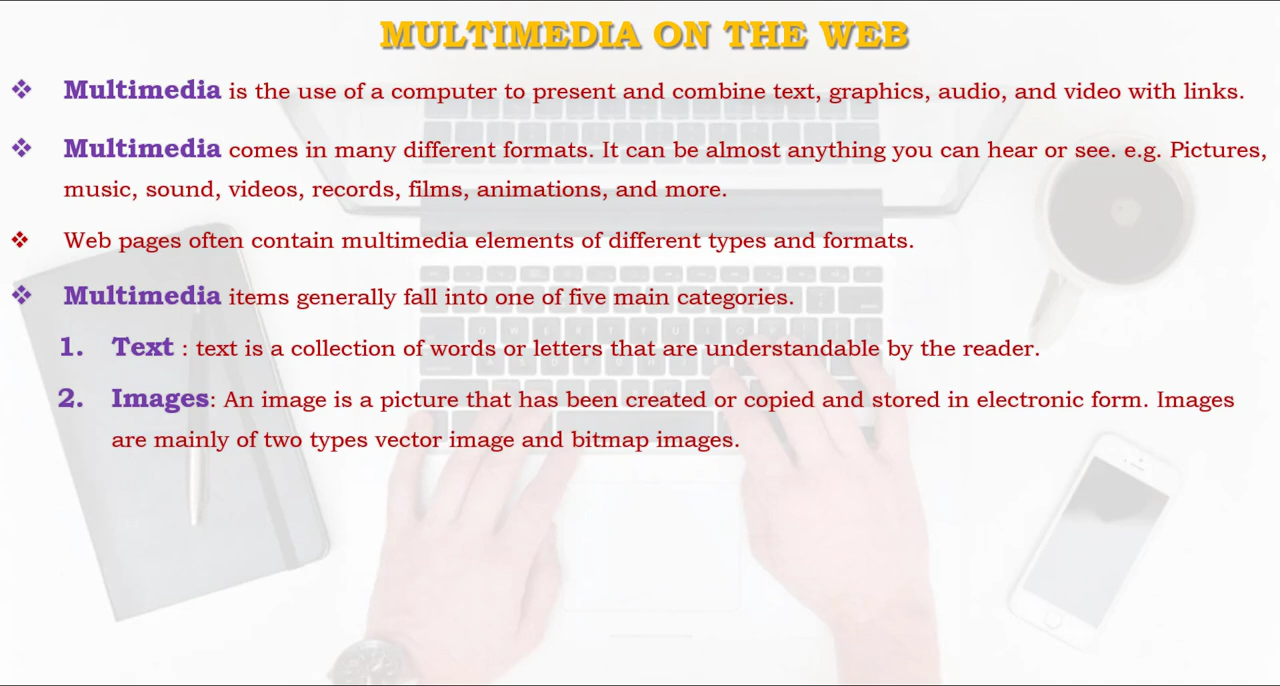 MULTIMEDIA ON THE WEB
❖ Multimedia is the use of a computer to present and combine text, graphics, audio, and video with links.
❖ Multimedia comes in many different formats. It can be almost anything you can hear or see. e.g. Pictures,
music, sound, videos, records, films, animations, and more.
❖ Web pages often contain multimedia elements of different types and formats.
❖ Multimedia items generally fall into one of five main categories.
1. Text : text is a collection of words or letters that are understandable by the reader.
2. Images: An image is a picture that has been created or copied and stored in electronic form. Images
are mainly of two types vector image and bitmap images.